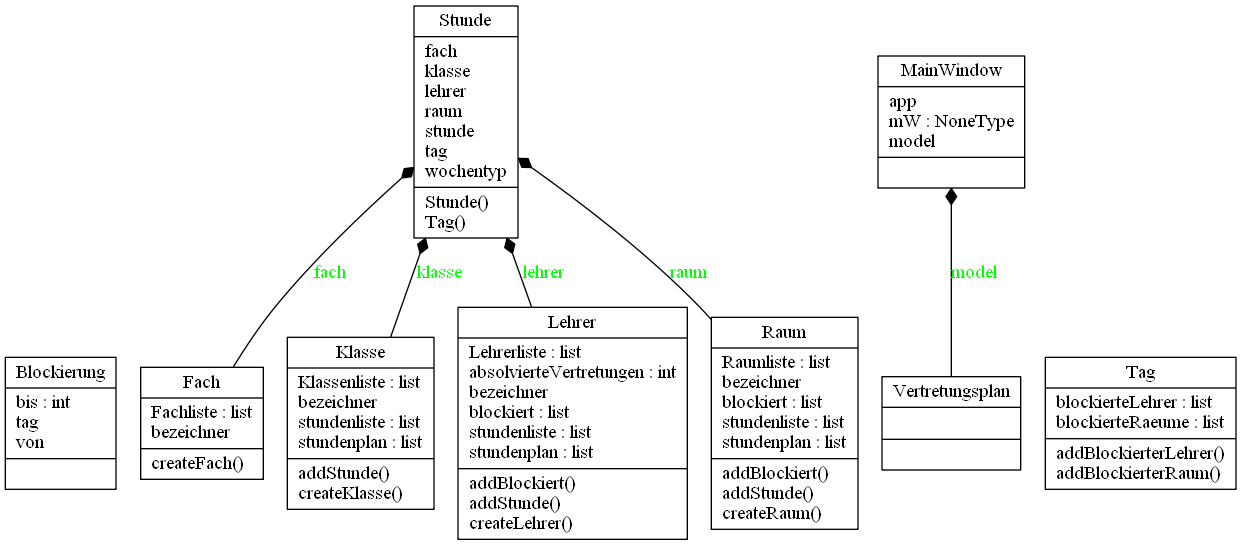 Stunde
fach
klasse
lehrer
raum
stunde
tag
wochentyp
Stunde()
Tag()
MainWindow
app
mW : NoneType
model
fach
klasse
lehrer
raum
model
Blockierung
bis : int
tag
von
Fach
Fachliste : list
bezeichner
createFach()
Klasse
Klassenliste : list
bezeichner
stundenliste : list
stundenplan : list
addStunde()
createKlasse()
Lehrer
Lehrerliste : list
absolvierteVertretungen : int
bezeichner
blockiert : list
stundenliste : list
stundenplan : list
addBlockiert()
addStunde()
createLehrer()
Raum
Raumliste : list
bezeichner
blockiert : list
stundenliste : list
stundenplan : list
addBlockiert()
addStunde()
createRaum()
Vertretungsplan
Tag
blockierteLehrer : list
blockierteRaeume : list
addBlockierterLehrer()
addBlockierterRaum()